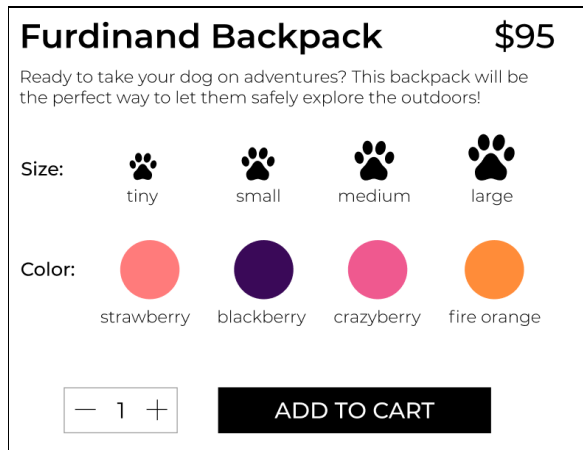 Furdinand Backpack $95
Ready to take your dog on adventures? This backpack will be
the perfect way to let them safely explore the outdoors!
Size:
tiny small medium large
Color:
strawberry blackberry crazyberry fire orange
— 1 + ADD TO CART